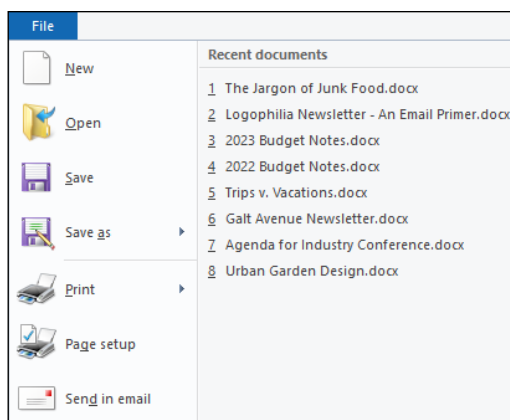 File
New
Open
Save
Save as
Print
Page setup
Send in email
Recent documents
1 The Jargon of Junk Food.docx
2 Logophilia Newsletter - An Email Primer.docx
3 2023 Budget Notes.docx
4 2022 Budget Notes.docx
5 Trips v. Vacations.docx
6 Galt Avenue Newsletter.docx
7 Agenda for Industry Conference.docx
8 Urban Garden Design.docx